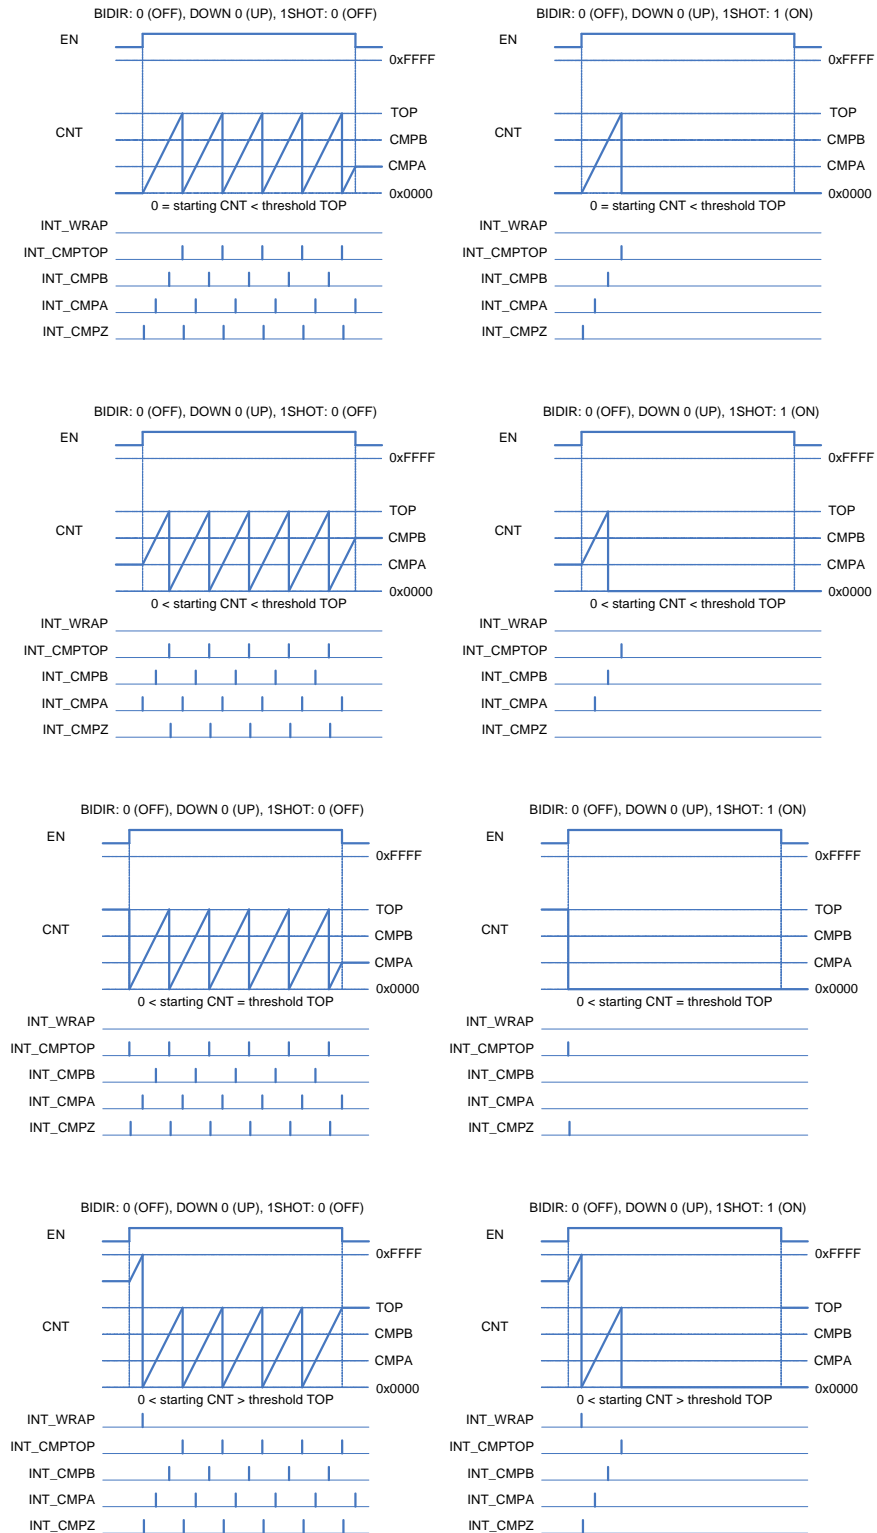 BIDIR: 0 (OFF), DOWN 0 (UP), 1SHOT: 0 (OFF)
EN
0xFFFF
TOP
CNT
CMPB
CMPA
0x0000
0 = starting CNT < threshold TOP
INT_WRAP
INT_CMPTOP
INT_CMPB
INT_CMPA
INT_CMPZ
BIDIR: 0 (OFF), DOWN 0 (UP), 1SHOT: 1 (ON)
EN
0xFFFF
TOP
CNT
CMPB
CMPA
0x0000
0 = starting CNT < threshold TOP
INT_WRAP
INT_CMPTOP
INT_CMPB
INT_CMPA
INT_CMPZ
BIDIR: 0 (OFF), DOWN 0 (UP), 1SHOT: 0 (OFF)
EN
0xFFFF
TOP
CNT
CMPB
CMPA
0x0000
0 < starting CNT < threshold TOP
INT_WRAP
INT_CMPTOP
INT_CMPB
INT_CMPA
INT_CMPZ
BIDIR: 0 (OFF), DOWN 0 (UP), 1SHOT: 1 (ON)
EN
0xFFFF
TOP
CNT
CMPB
CMPA
0x0000
0 < starting CNT < threshold TOP
INT_WRAP
INT_CMPTOP
INT_CMPB
INT_CMPA
INT_CMPZ
BIDIR: 0 (OFF), DOWN 0 (UP), 1SHOT: 0 (OFF)
EN
0xFFFF
TOP
CNT
CMPB
CMPA
0x0000
0 < starting CNT = threshold TOP
INT_WRAP
INT_CMPTOP
INT_CMPB
INT_CMPA
INT_CMPZ
BIDIR: 0 (OFF), DOWN 0 (UP), 1SHOT: 1 (ON)
EN
0xFFFF
TOP
CNT
CMPB
CMPA
0x0000
0 < starting CNT = threshold TOP
INT_WRAP
INT_CMPTOP
INT_CMPB
INT_CMPA
INT_CMPZ
BIDIR: 0 (OFF), DOWN 0 (UP), 1SHOT: 0 (OFF)
EN
0xFFFF
TOP
CNT
CMPB
CMPA
0x0000
0 < starting CNT > threshold TOP
INT_WRAP
INT_CMPTOP
INT_CMPB
INT_CMPA
INT_CMPZ
BIDIR: 0 (OFF), DOWN 0 (UP), 1SHOT: 1 (ON)
EN
0xFFFF
TOP
CNT
CMPB
CMPA
0x0000
0 < starting CNT > threshold TOP
INT_WRAP
INT_CMPTOP
INT_CMPB
INT_CMPA
INT_CMPZ